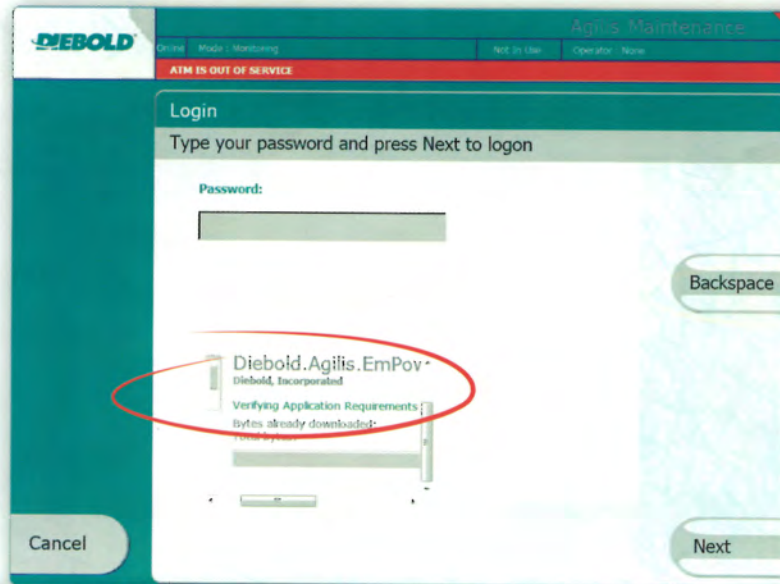 DIEBOLD
Agilis Maintenance
Online Mode : Monitoring Not In Use Operator : None
ATM IS OUT OF SERVICE
Login
Type your password and press Next to logon
Password:
Backspace
Diebold.Agilis.EmPov
Diebold, Incorporated
Verifying Application Requirements
Bytes already downloaded:
Total bytes:
Cancel
Next